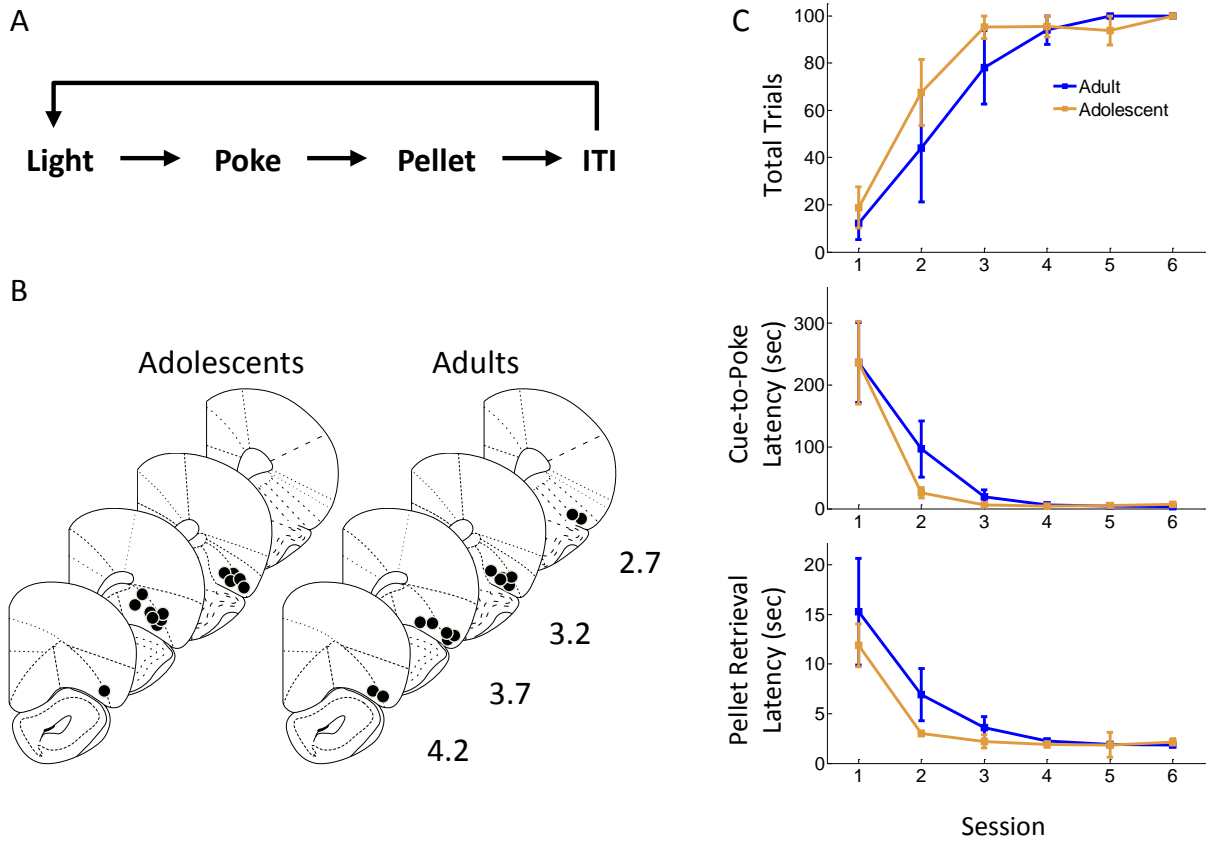 A
Light Poke Pellet ITI
B
Adolescents Adults
2.7
3.2
3.7
4.2
C
Total Trials
100
80
60
40
20
0
Adult
Adolescent
1 2 3 4 5 6
Cue-to-Poke
Latency (sec)
300
200
100
0
1 2 3 4 5 6
Pellet Retrieval
Latency (sec)
20
15
10
5
0
1 2 3 4 5 6
Session